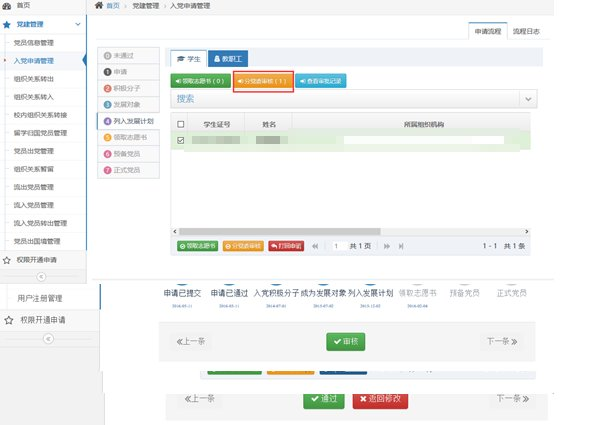 首页
首页 › 党建管理 › 入党申请管理
党建管理
申请流程 流程日志
党员信息管理
入党申请管理
组织关系转出
组织关系转入
校内组织关系转接
留学归国党员管理
党员出党管理
组织关系暂留
流出党员管理
流入党员管理
流入党员转出管理
党员出国境管理
权限开通申请
0 未通过
1 申请
2 积极分子
3 发展对象
4 列入发展计划
5 领取志愿书
6 预备党员
7 正式党员
学生 教职工
领取志愿书 ( 0 ) 分党委审核 ( 1 ) 查看审批记录
搜索
学生证号 姓名 所属组织机构
领取志愿书 分党委审核 打回申请 1 共 1 页 1 - 1 共 1 条
用户注册管理
权限开通申请
申请已提交 申请已通过 入党积极分子 成为发展对象 列入发展计划 领取志愿书 预备党员 正式党员
上一条 审核 下一条
上一条 通过 返回修改 下一条